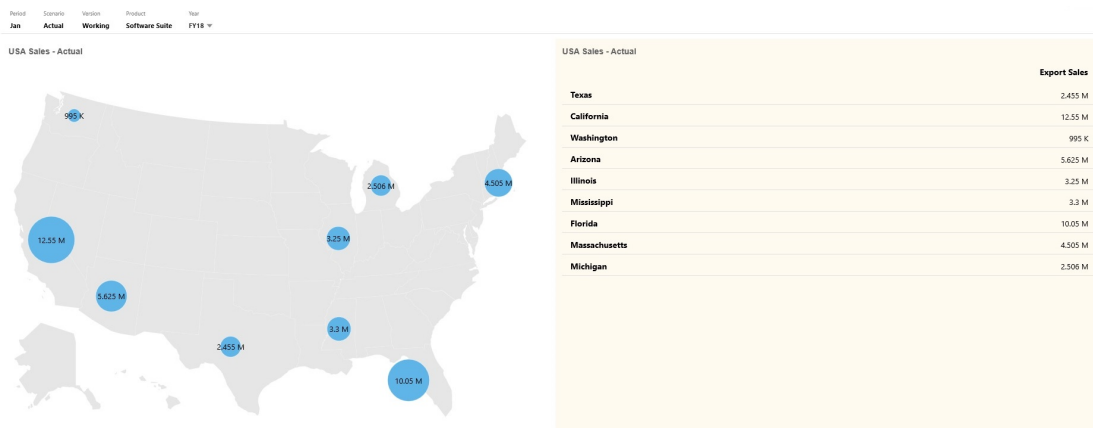 Period Scenario Version Product Year
Jan Actual Working Software Suite FY18
USA Sales - Actual
995 K
2.506 M
4.505 M
12.55 M
3.25 M
5.625 M
3.3 M
2.455 M
10.05 M
USA Sales - Actual
Export Sales
Texas 2.455 M
California 12.55 M
Washington 995 K
Arizona 5.625 M
Illinois 3.25 M
Mississippi 3.3 M
Florida 10.05 M
Massachusetts 4.505 M
Michigan 2.506 M